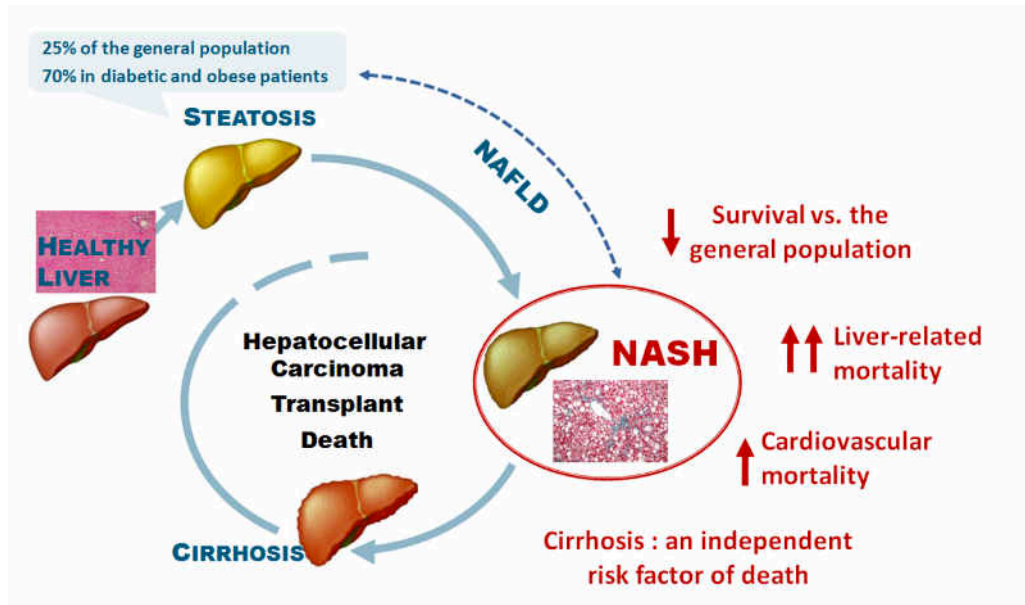 25% of the general population
70% in diabetic and obese patients
STEATOSIS
NAFLD
HEALTHY
LIVER
Survival vs. the
general population
Hepatocellular
Carcinoma
Transplant
Death
NASH
Liver-related
mortality
Cardiovascular
mortality
CIRRHOSIS
Cirrhosis : an independent
risk factor of death